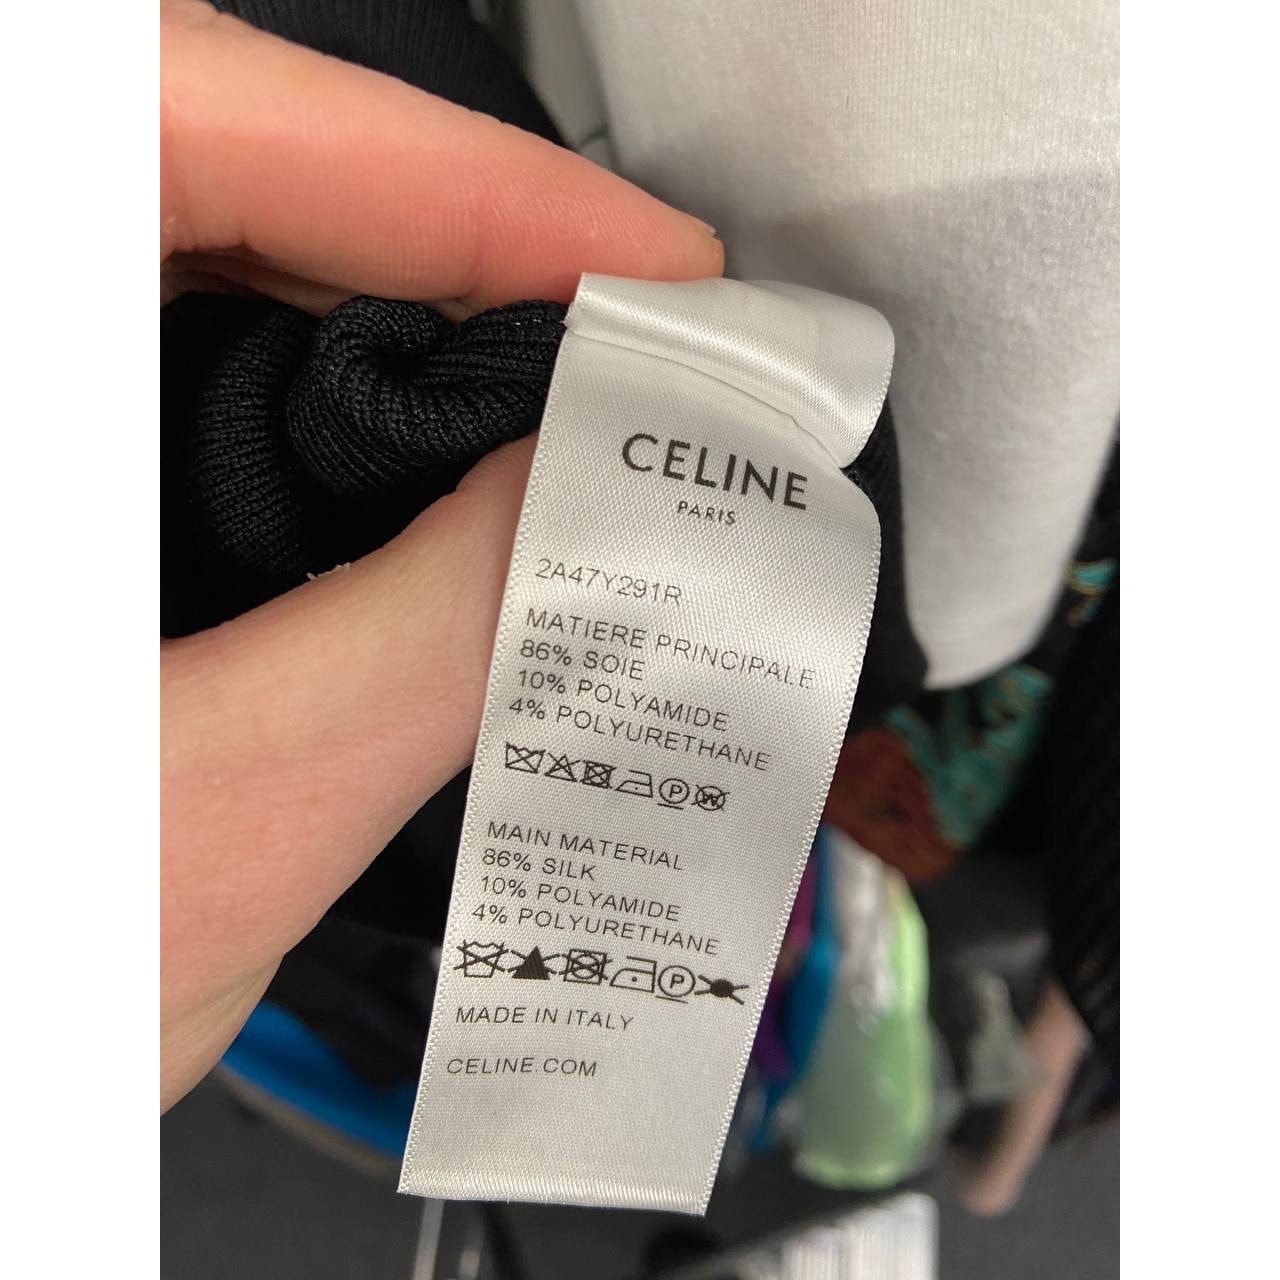 CELINE
PARIS
2A47Y291R
MATIERE PRINCIPALE
86% SOIE
10% POLYAMIDE
4% POLYURETHANE
P W
MAIN MATERIAL
86% SILK
10% POLYAMIDE
4% POLYURETHANE
P
MADE IN ITALY
CELINE.COM